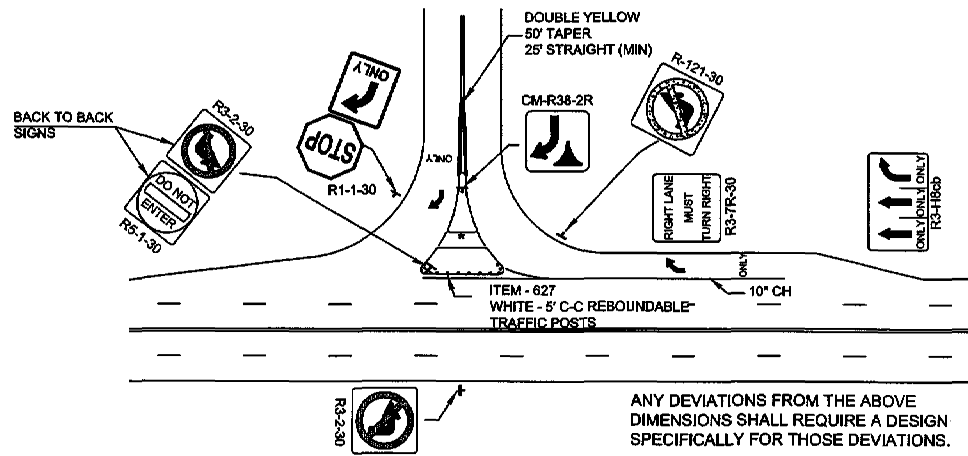 DOUBLE YELLOW
50' TAPER
25' STRAIGHT (MIN)
ONLY
R-121-30
R3-2-30
BACK TO BACK
SIGNS
STOP
R1-1-30
CM-R38-2R
DO NOT
ENTER
R5-1-30
ONLY
RIGHT LANE
MUST
TURN RIGHT
R3-7R-30
ONLY
ONLY
ONLY
ONLY
ONLY
R3-H8cb
ONLY
10" CH
ITEM - 627
WHITE - 5' C-C REBOUNDABLE
TRAFFIC POSTS
R3-2-30
ANY DEVIATIONS FROM THE ABOVE
DIMENSIONS SHALL REQUIRE A DESIGN
SPECIFICALLY FOR THOSE DEVIATIONS.